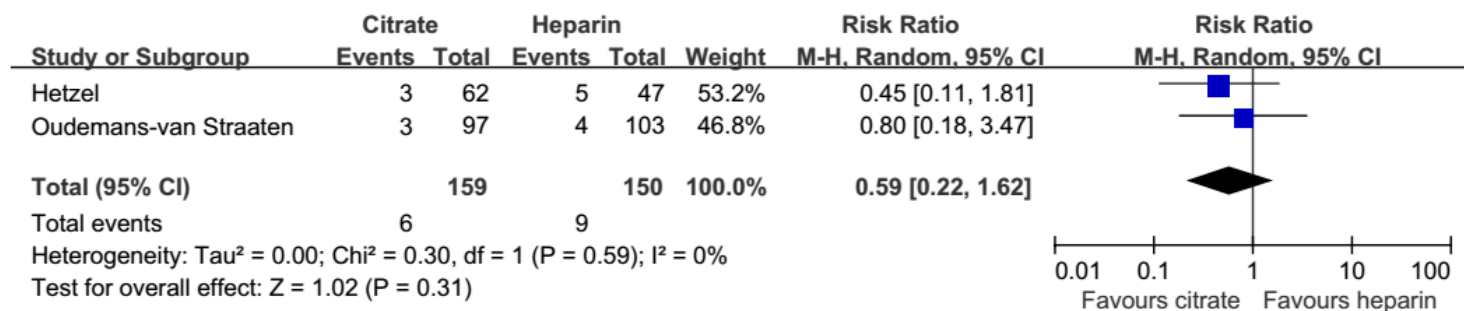 Citrate Heparin Risk Ratio Risk Ratio
Study or Subgroup Events Total Events Total Weight M-H, Random, 95% CI M-H, Random, 95% CI
Hetzel 3 62 5 47 53.2% 0.45 [0.11, 1.81]
Oudemans-van Straaten 3 97 4 103 46.8% 0.80 [0.18, 3.47]
Total (95% CI) 159 150 100.0% 0.59 [0.22, 1.62]
Total events 6 9
Heterogeneity: Tau² = 0.00; Chi² = 0.30, df = 1 (P = 0.59); I² = 0%
Test for overall effect: Z = 1.02 (P = 0.31)
0.01 0.1 1 10 100
Favours citrate Favours heparin